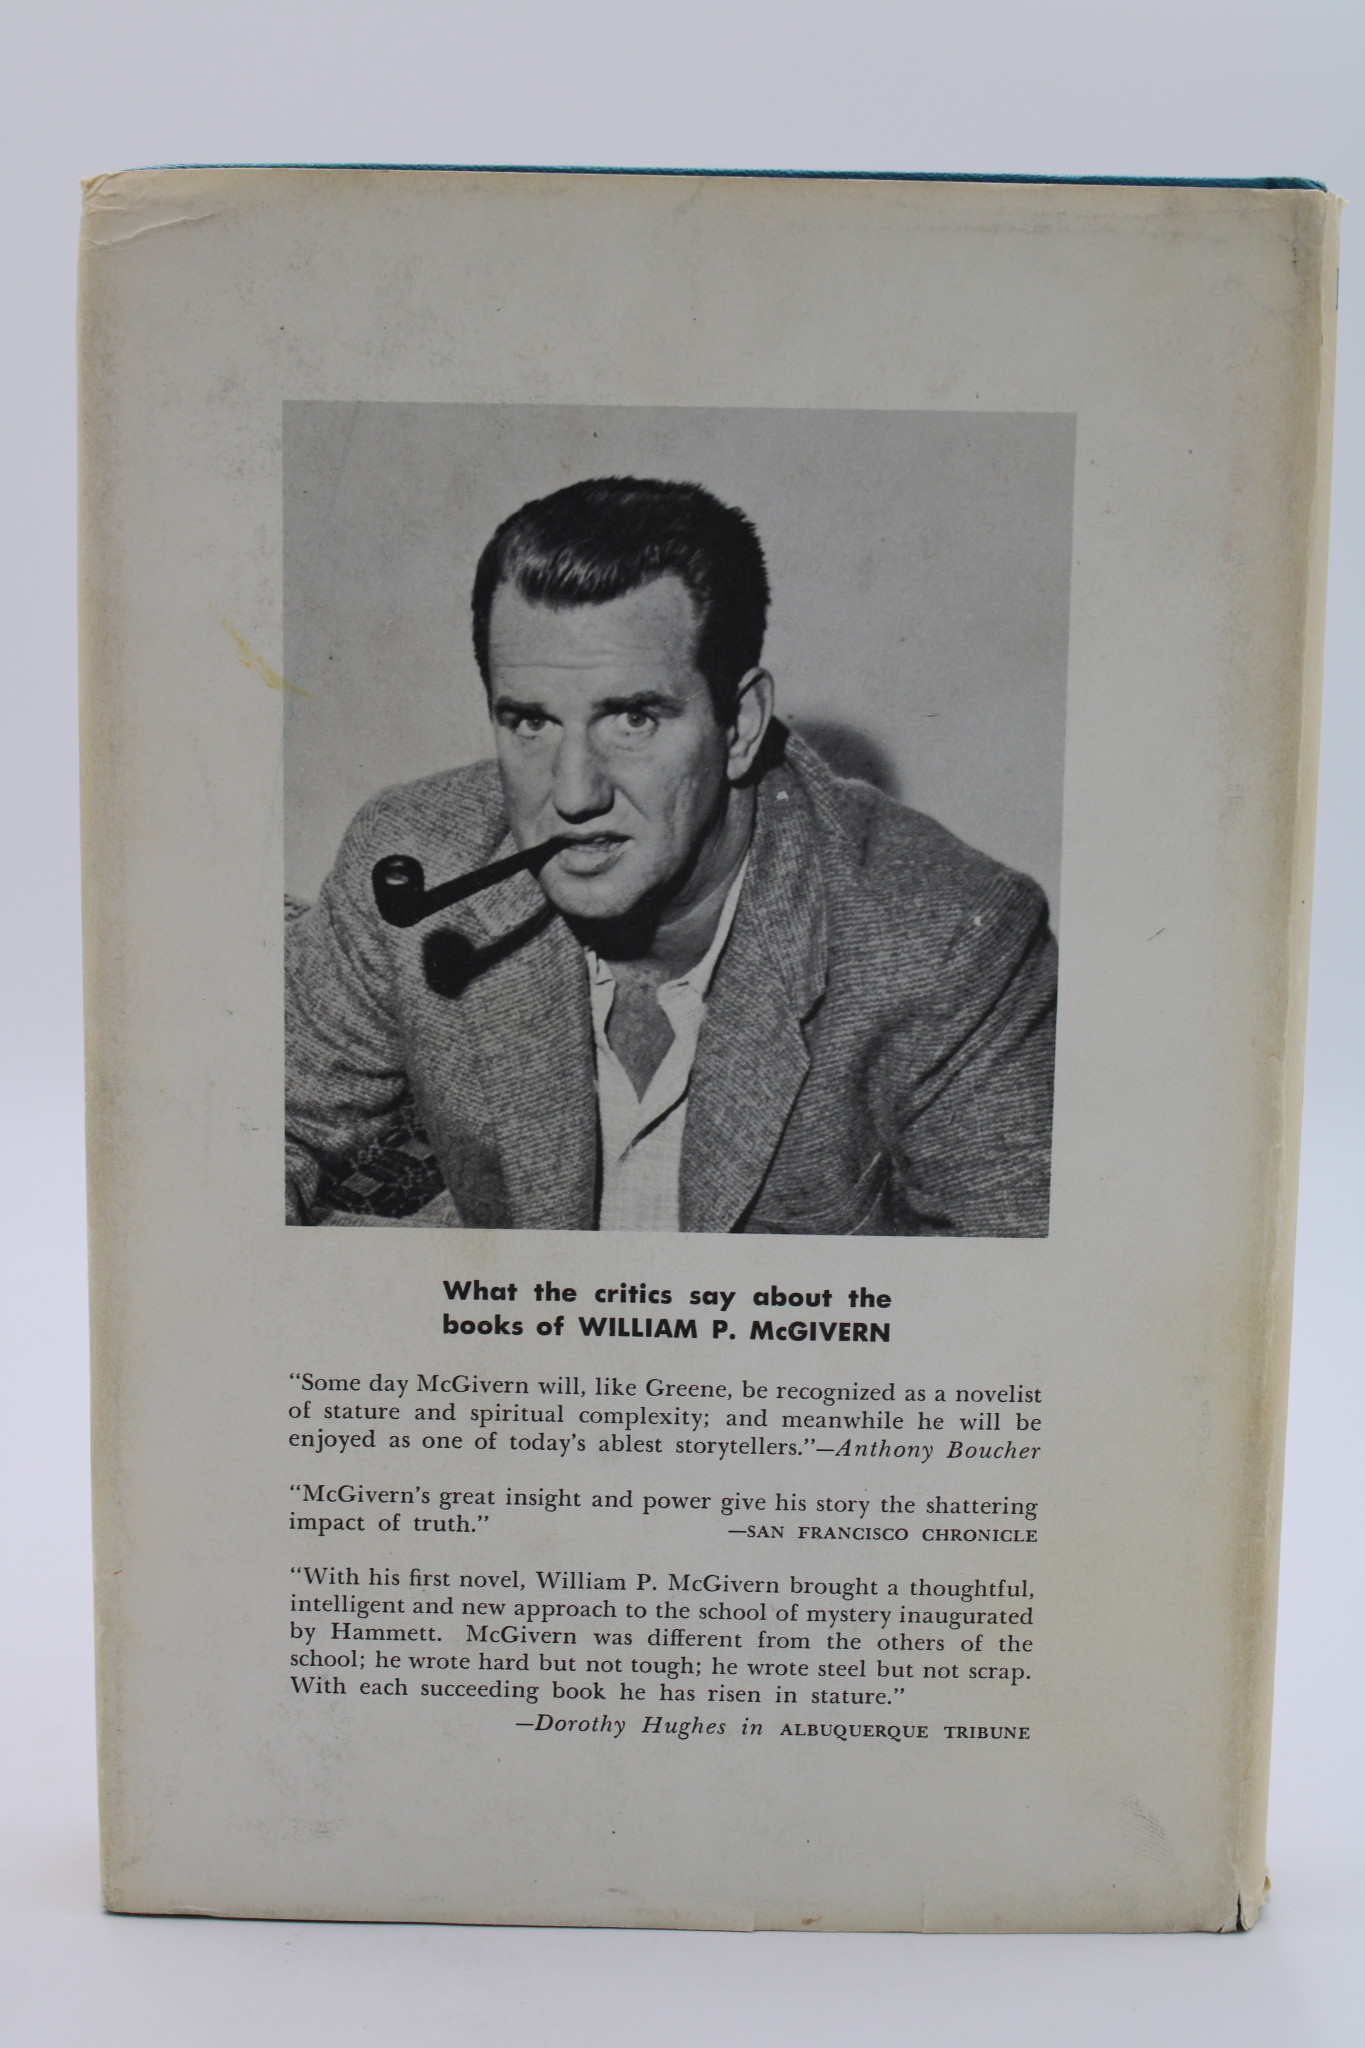 What the critics say about the
books of WILLIAM P. McGIVERN
“Some day McGivern will, like Greene, be recognized as a novelist
of stature and spiritual complexity; and meanwhile he will be
enjoyed as one of today’s ablest storytellers.”—Anthony Boucher
“McGivern’s great insight and power give his story the shattering
impact of truth.” —SAN FRANCISCO CHRONICLE
“With his first novel, William P. McGivern brought a thoughtful,
intelligent and new approach to the school of mystery inaugurated
by Hammett. McGivern was different from the others of the
school; he wrote hard but not tough; he wrote steel but not scrap.
With each succeeding book he has risen in stature.”
—Dorothy Hughes in ALBUQUERQUE TRIBUNE